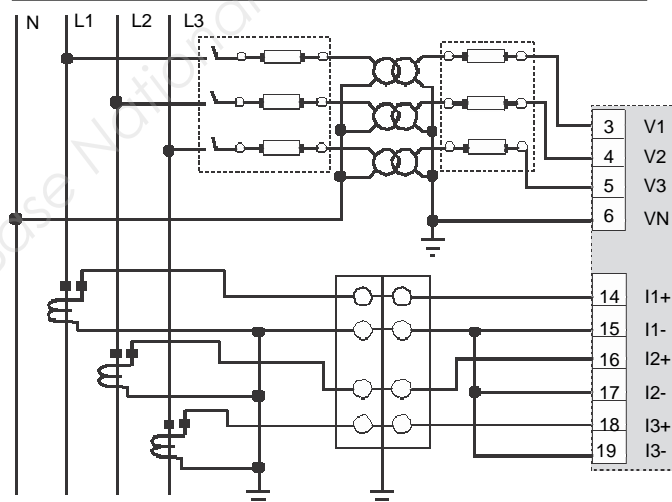 N L1 L2 L3
3 V1
4 V2
5 V3
6 VN
14 I1+
15 I1-
16 I2+
17 I2-
18 I3+
19 I3-